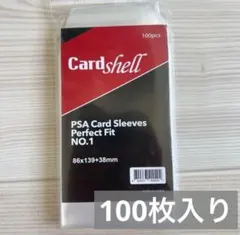 100pcs
Cardshell
PSA Card Sleeves
Perfect Fit
NO.1
86x139+38mm
100枚入り